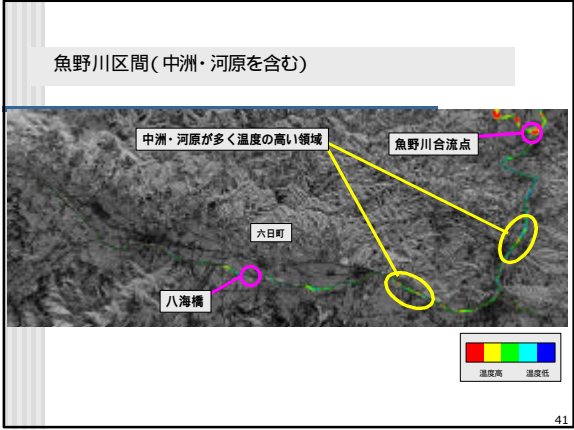 魚野川区間(中洲・河原を含む)
中洲・河原が多く温度の高い領域
魚野川合流点
六日町
八海橋
温度高 温度低
41